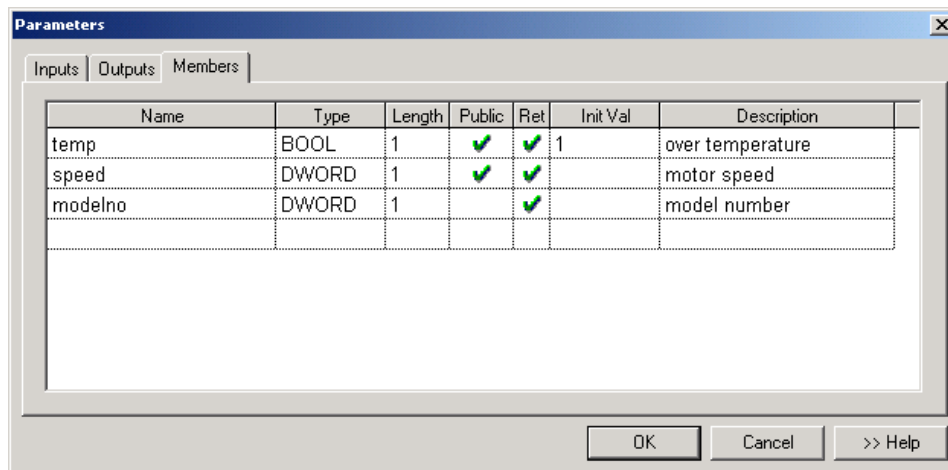 Parameters
Inputs Outputs Members
Name Type Length Public Ret Init Val Description
temp BOOL 1 1 over temperature
speed DWORD 1 motor speed
modelno DWORD 1 model number
OK Cancel >> Help